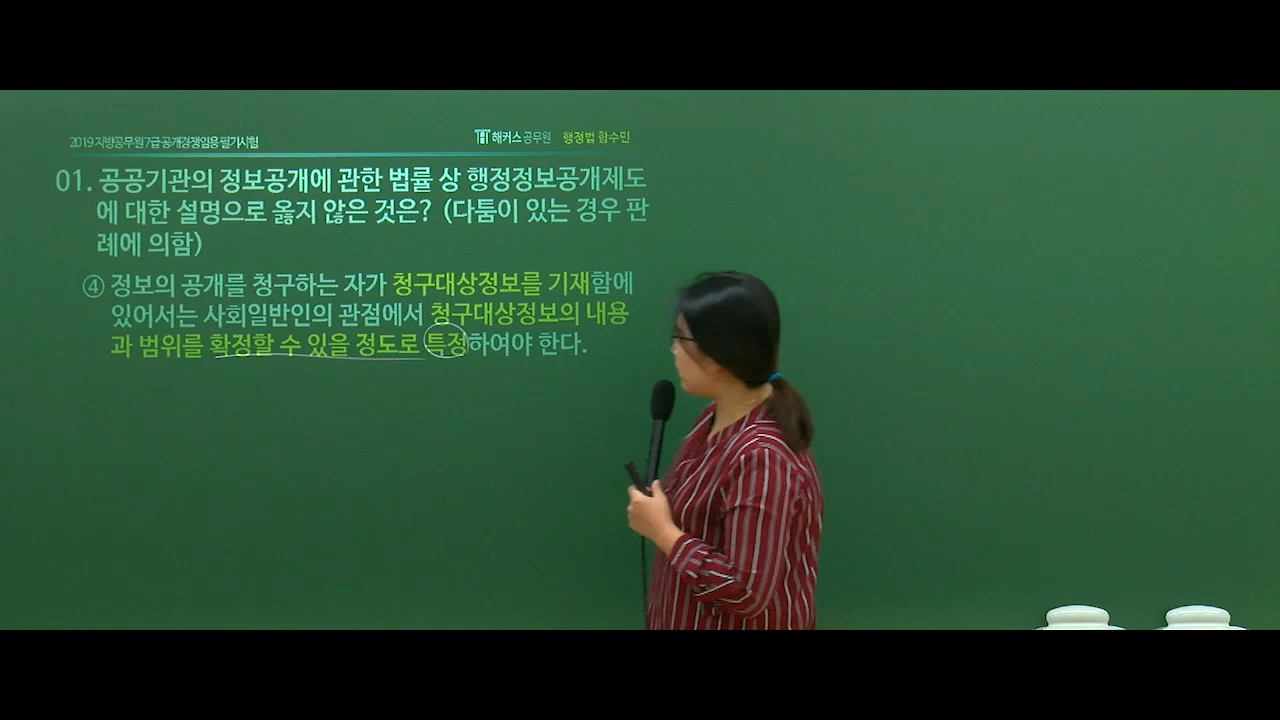 2019 지방공무원 7급 공개경쟁임용 필기시험
해커스공무원 행정법 함수민
01. 공공기관의 정보공개에 관한 법률 상 행정정보공개제도
에 대한 설명으로 옳지 않은 것은? (다툼이 있는 경우 판
례에 의함)
④ 정보의 공개를 청구하는 자가 청구대상정보를 기재함에
있어서는 사회일반인의 관점에서 청구대상정보의 내용
과 범위를 확정할 수 있을 정도로 특정하여야 한다.